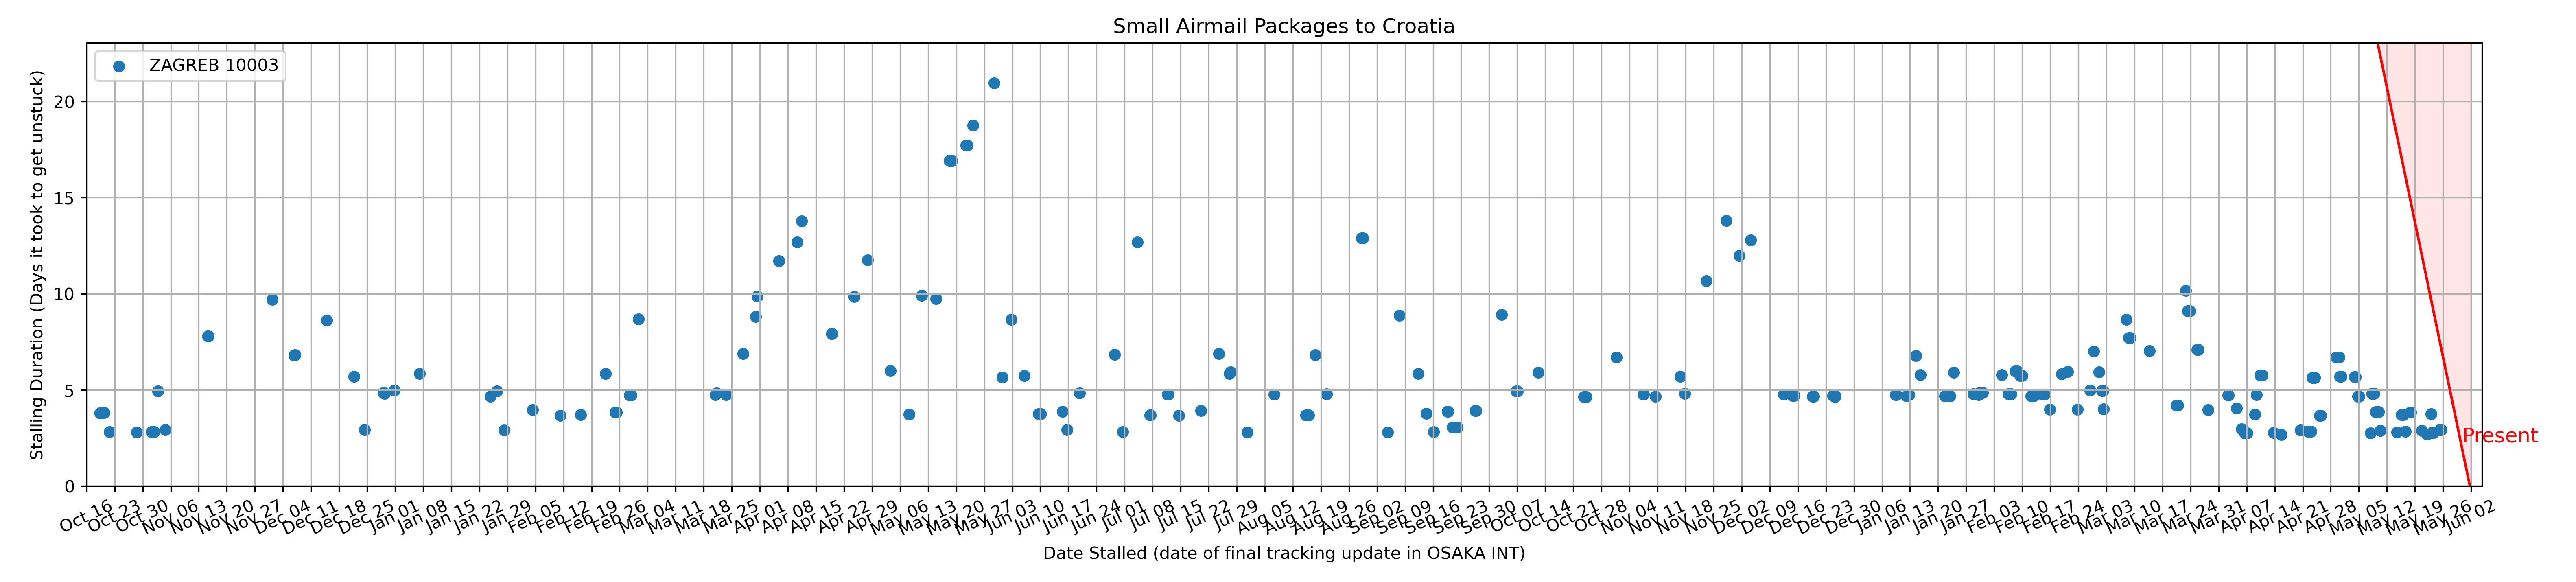 Small Airmail Packages to Croatia
ZAGREB 10003
Stalling Duration (Days it took to get unstuck)
20
15
10
5
0
Present
Oct 16 Oct 23 Oct 30 Nov 06 Nov 13 Nov 20 Nov 27 Dec 04 Dec 11 Dec 18 Dec 25 Jan 01 Jan 08 Jan 15 Jan 22 Jan 29 Feb 05 Feb 12 Feb 19 Feb 26 Mar 04 Mar 11 Mar 18 Mar 25 Apr 01 Apr 08 Apr 15 Apr 22 Apr 29 May 06 May 13 May 20 May 27 Jun 03 Jun 10 Jun 17 Jun 24 Jul 01 Jul 08 Jul 15 Jul 22 Jul 29 Aug 05 Aug 12 Aug 19 Aug 26 Sep 02 Sep 09 Sep 16 Sep 23 Sep 30 Oct 07 Oct 14 Oct 21 Oct 28 Nov 04 Nov 11 Nov 18 Nov 25 Dec 02 Dec 09 Dec 16 Dec 23 Dec 30 Jan 06 Jan 13 Jan 20 Jan 27 Feb 03 Feb 10 Feb 17 Feb 24 Mar 03 Mar 10 Mar 17 Mar 24 Mar 31 Apr 07 Apr 14 Apr 21 Apr 28 May 05 May 12 May 19 May 26 Jun 02
Date Stalled (date of final tracking update in OSAKA INT)